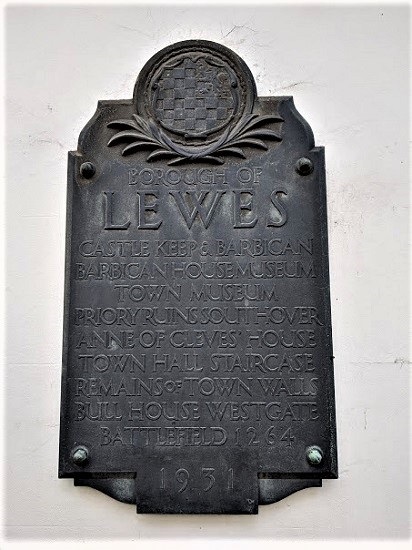 BOROUGH OF
LEWES
CASTLE KEEP & BARBICAN
BARBICAN HOUSE MUSEUM
TOWN MUSEUM
PRIORY RUINS SOUTHOVER
ANNE OF CLEVES' HOUSE
TOWN HALL STAIRCASE
REMAINS OF TOWN WALLS
BULL HOUSE WESTGATE
BATTLEFIELD 1264
1931